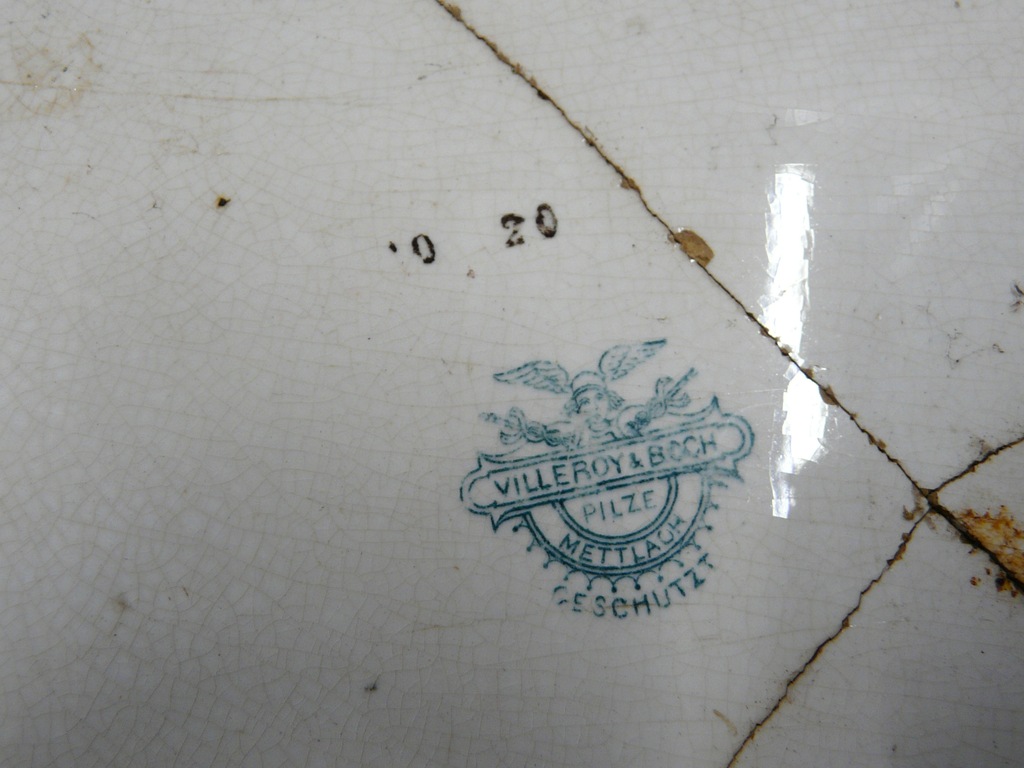 0 20
VILLEROY & BOCH
PILZE
METTLACH
GESCHÜTZT